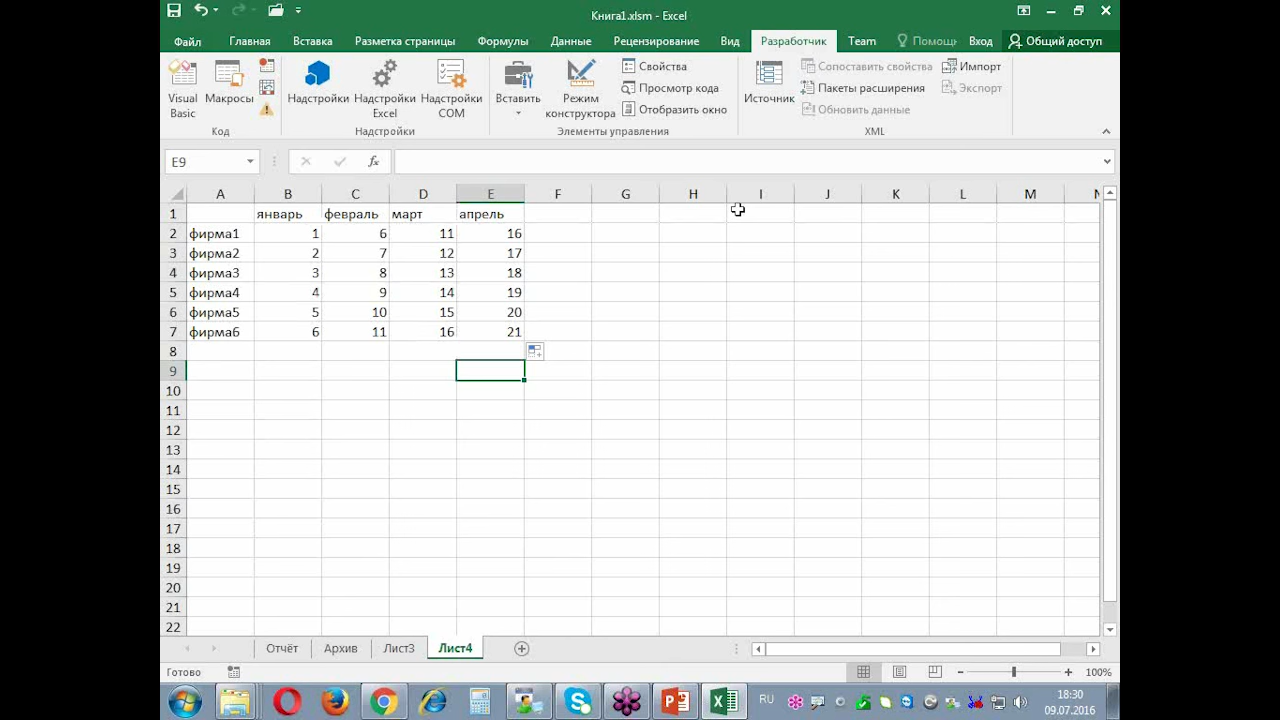 Книга1.xlsm - Excel
Файл Главная Вставка Разметка страницы Формулы Данные Рецензирование Вид Разработчик Team Помощь Вход Общий доступ
Visual Basic Макросы Надстройки Надстройки Excel Надстройки COM Вставить Режим конструктора Источник
Свойства Сопоставить свойства Импорт
Просмотр кода Пакеты расширения Экспорт
Отобразить окно Обновить данные
Код Надстройки Элементы управления XML
E9 fx
A B C D E F G H I J K L M N
1 январь февраль март апрель
2 фирма1 1 6 11 16
3 фирма2 2 7 12 17
4 фирма3 3 8 13 18
5 фирма4 4 9 14 19
6 фирма5 5 10 15 20
7 фирма6 6 11 16 21
8
9
10
11
12
13
14
15
16
17
18
19
20
21
22
Отчёт Архив Лист3 Лист4
Готово 100%
RU 18:30
09.07.2016